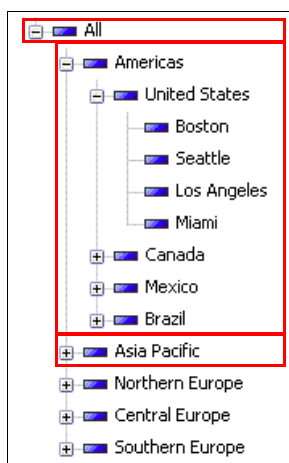 All
Americas
United States
Boston
Seattle
Los Angeles
Miami
Canada
Mexico
Brazil
Asia Pacific
Northern Europe
Central Europe
Southern Europe